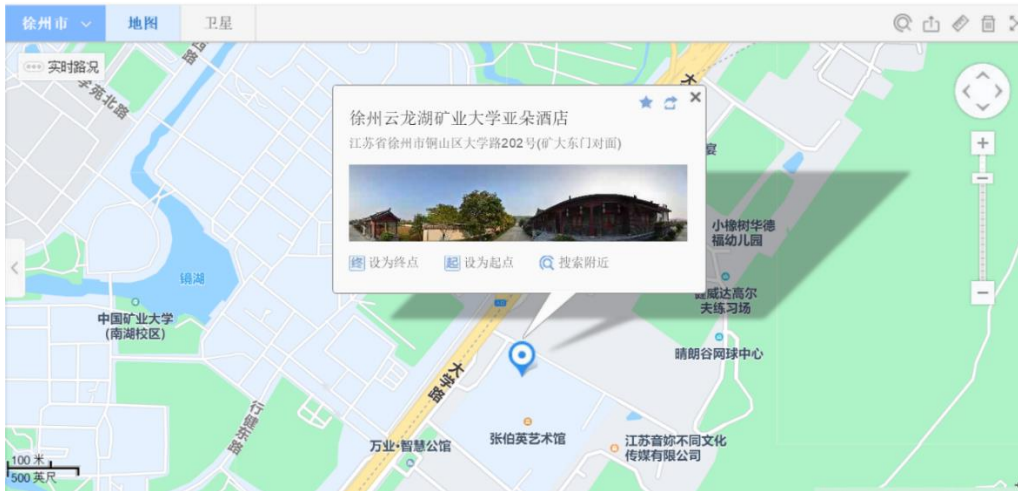 徐州市
地图
卫星
实时路况
学苑北路
徐州云龙湖矿业大学亚朵酒店
江苏省徐州市铜山区大学路202号(矿大东门对面)
设为终点
设为起点
搜索附近
终
起
宴
小橡树华德
福幼儿园
威达高尔
夫练习场
晴朗谷网球中心
镜湖
中国矿业大学
(南湖校区)
大学路
行健东路
万业·智慧公馆
张伯英艺术馆
江苏音妳不同文化
传媒有限公司
100 米
500 英尺